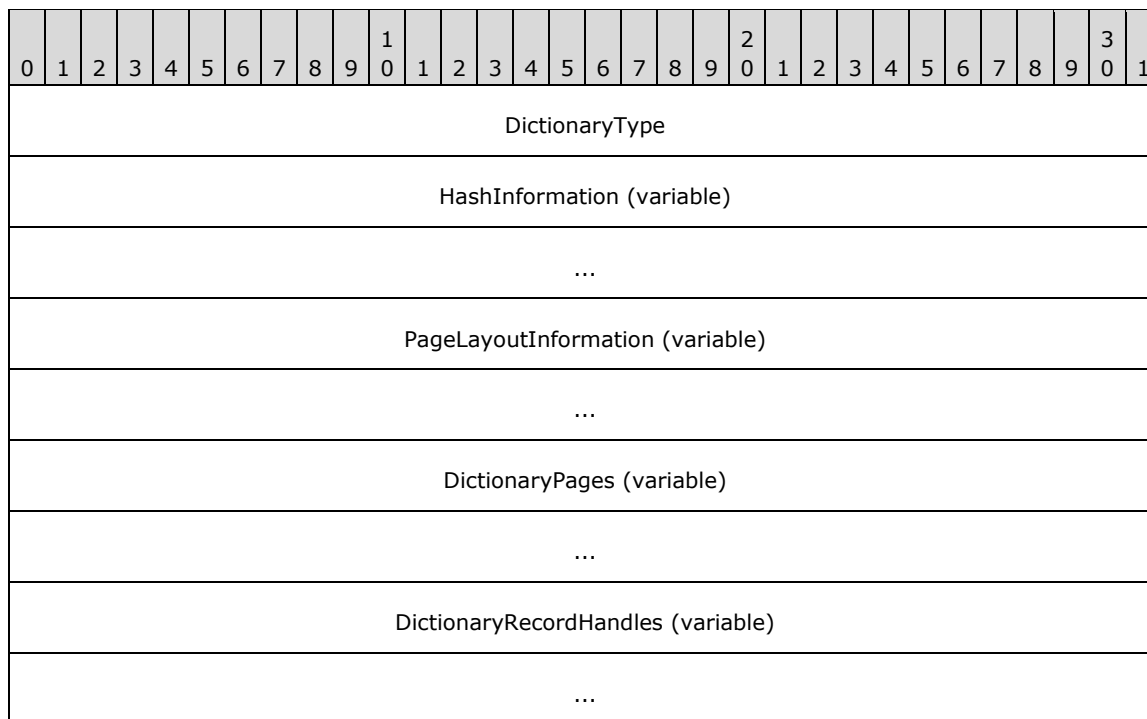 1 2 3
0 1 2 3 4 5 6 7 8 9 0 1 2 3 4 5 6 7 8 9 0 1 2 3 4 5 6 7 8 9 0 1
DictionaryType
HashInformation (variable)
...
PageLayoutInformation (variable)
...
DictionaryPages (variable)
...
DictionaryRecordHandles (variable)
...